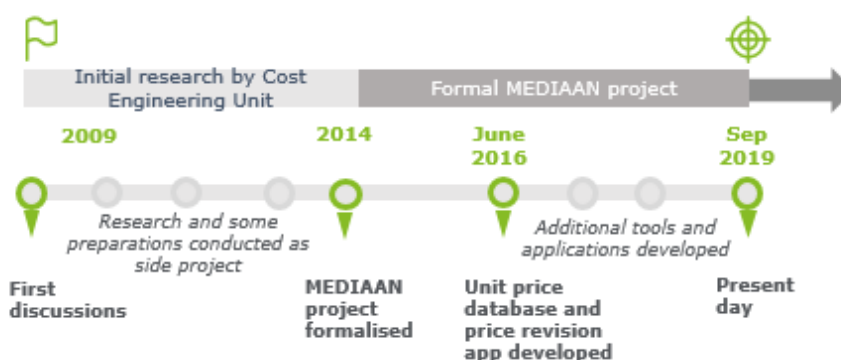 Initial research by Cost
Engineering Unit
Formal MEDIAAN project
2009
2014
June
2016
Sep
2019
Research and some
preparations conducted as
side project
Additional tools and
applications developed
First
discussions
MEDIAAN
project
formalised
Unit price
database and
price revision
app developed
Present
day